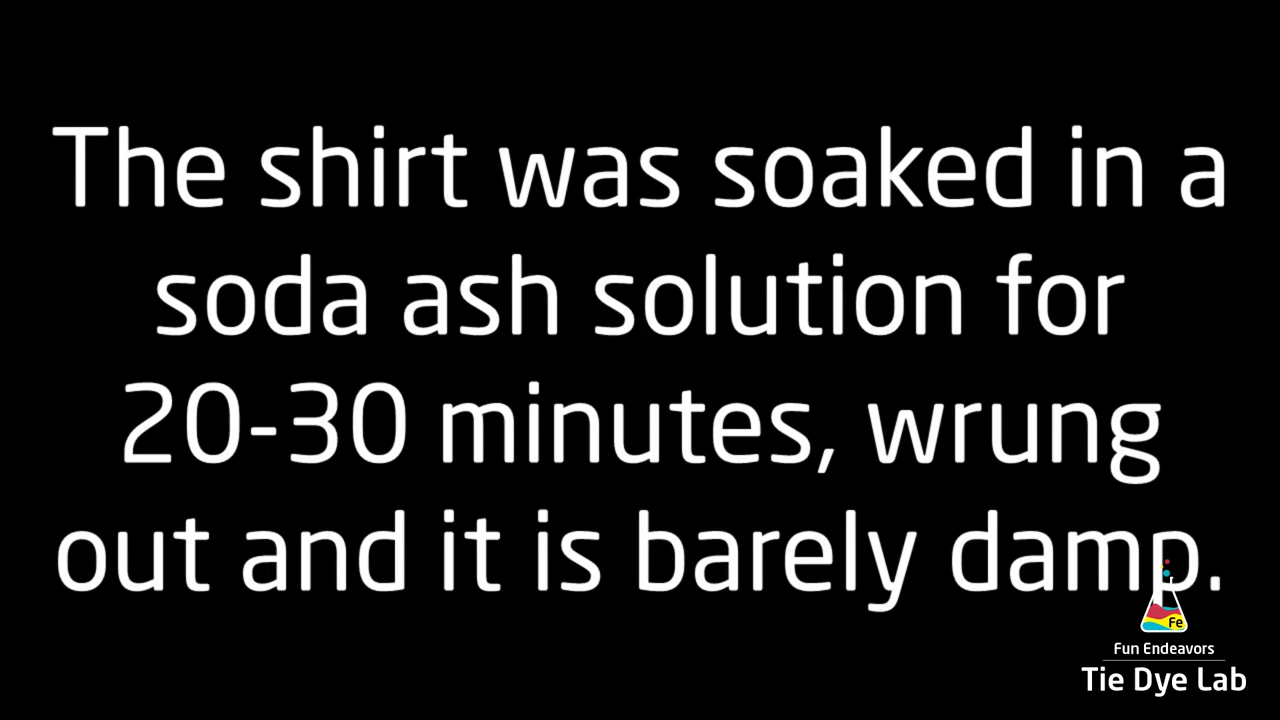 The shirt was soaked in a
soda ash solution for
20-30 minutes, wrung
out and it is barely damp.
Fe
Fun Endeavors
Tie Dye Lab